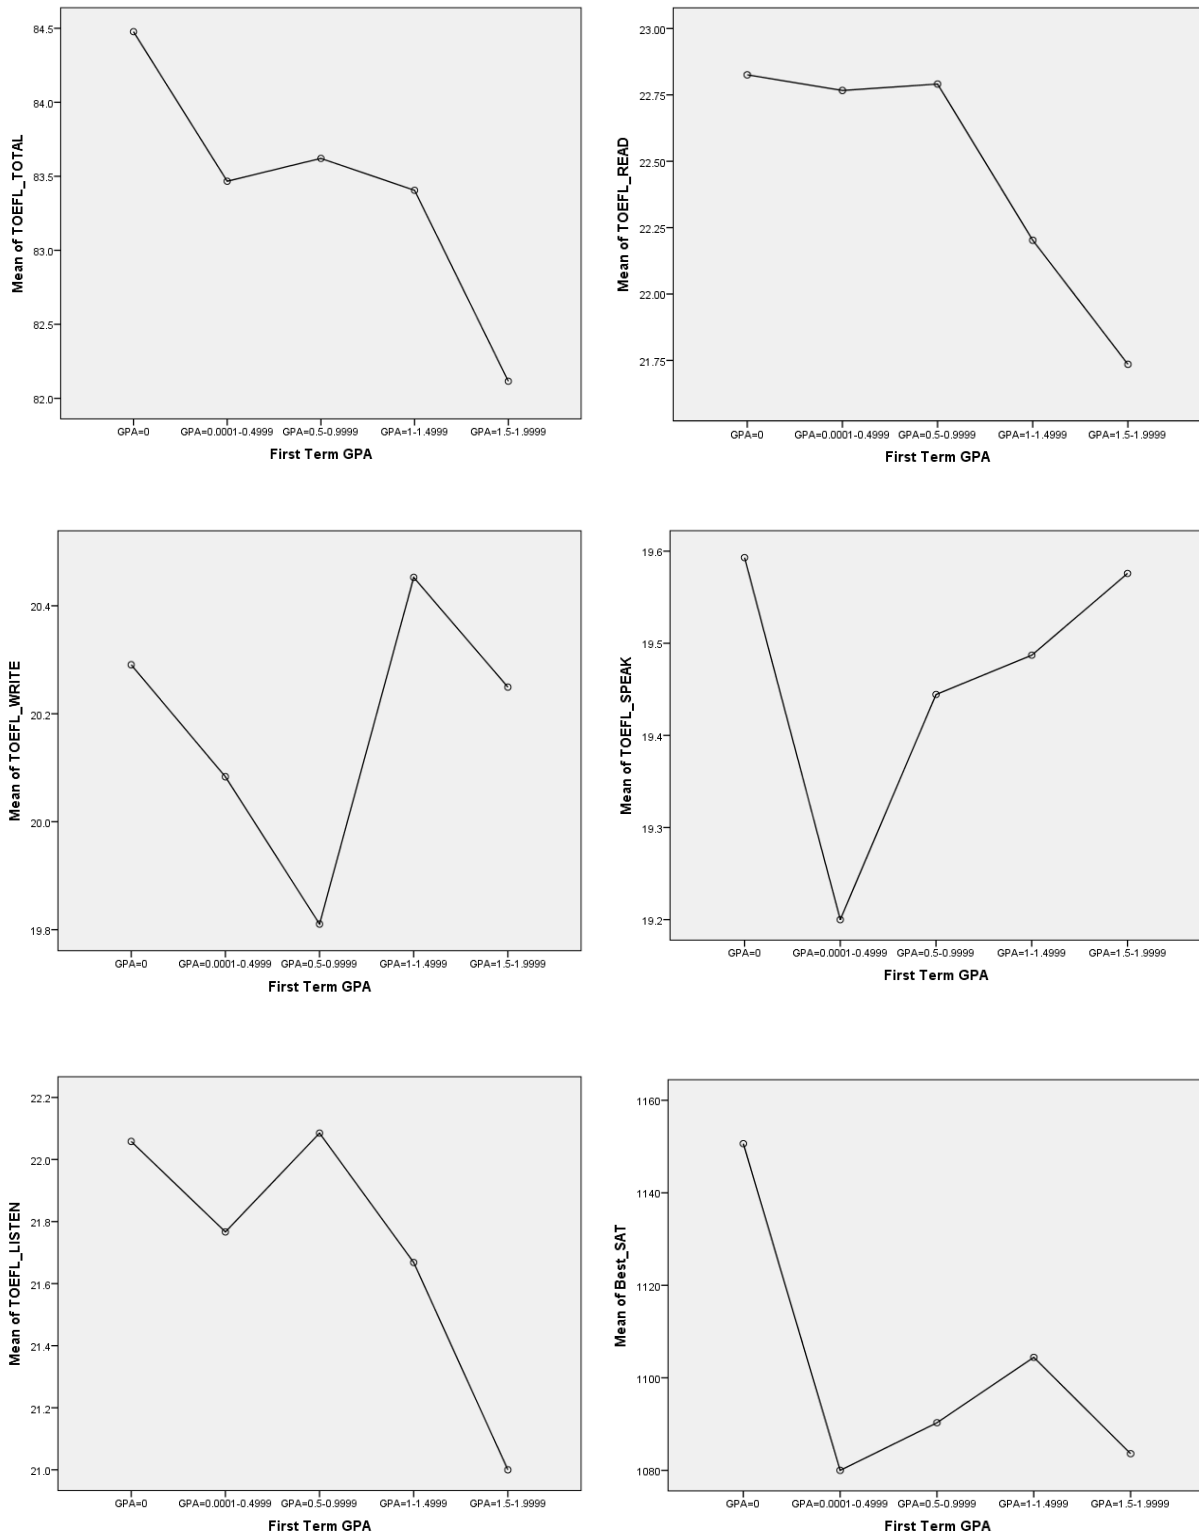 84.5
84.0
83.5
83.0
82.5
82.0
Mean of TOEFL_TOTAL
GPA=0 GPA=0.0001-0.4999 GPA=0.5-0.9999 GPA=1-1.4999 GPA=1.5-1.9999
First Term GPA
23.00
22.75
22.50
22.25
22.00
21.75
Mean of TOEFL_READ
GPA=0 GPA=0.0001-0.4999 GPA=0.5-0.9999 GPA=1-1.4999 GPA=1.5-1.9999
First Term GPA
20.4
20.2
20.0
19.8
Mean of TOEFL_WRITE
GPA=0 GPA=0.0001-0.4999 GPA=0.5-0.9999 GPA=1-1.4999 GPA=1.5-1.9999
First Term GPA
19.6
19.5
19.4
19.3
19.2
Mean of TOEFL_SPEAK
GPA=0 GPA=0.0001-0.4999 GPA=0.5-0.9999 GPA=1-1.4999 GPA=1.5-1.9999
First Term GPA
22.2
22.0
21.8
21.6
21.4
21.2
21.0
Mean of TOEFL_LISTEN
GPA=0 GPA=0.0001-0.4999 GPA=0.5-0.9999 GPA=1-1.4999 GPA=1.5-1.9999
First Term GPA
1160
1140
1120
1100
1080
Mean of Best_SAT
GPA=0 GPA=0.0001-0.4999 GPA=0.5-0.9999 GPA=1-1.4999 GPA=1.5-1.9999
First Term GPA